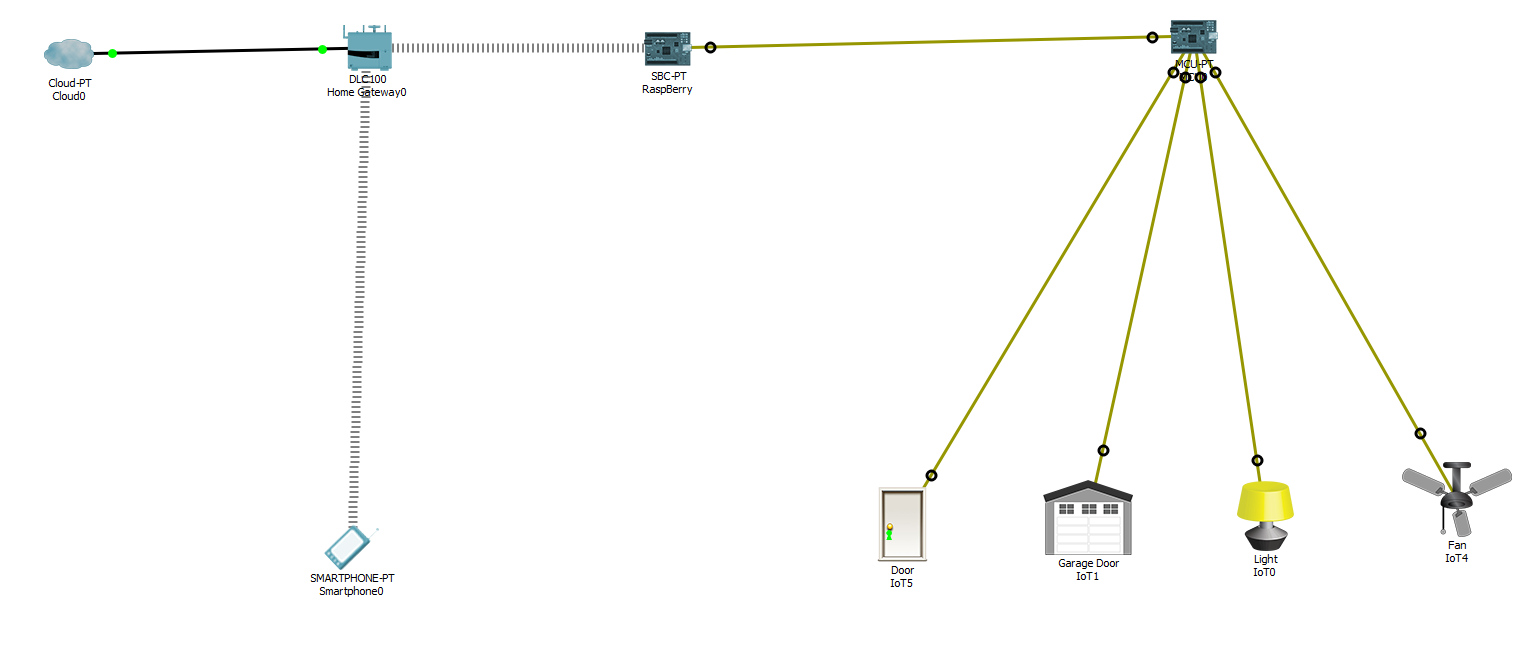 Cloud-PT
Cloud0
DLC100
Home Gateway0
SBC-PT
RaspBerry
MCU-PT
SMARTPHONE-PT
Smartphone0
Door
IoT5
Garage Door
IoT1
Light
IoT0
Fan
IoT4